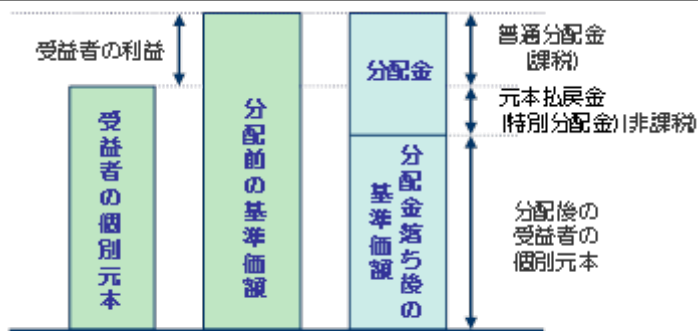 受益者の利益
受益者の個別元本
分配前の基準価額
分配金
分配金落ち後の
基準価額
普通分配金
(課税)
元本払戻金
(特別分配金)(非課税)
分配後の
受益者の
個別元本